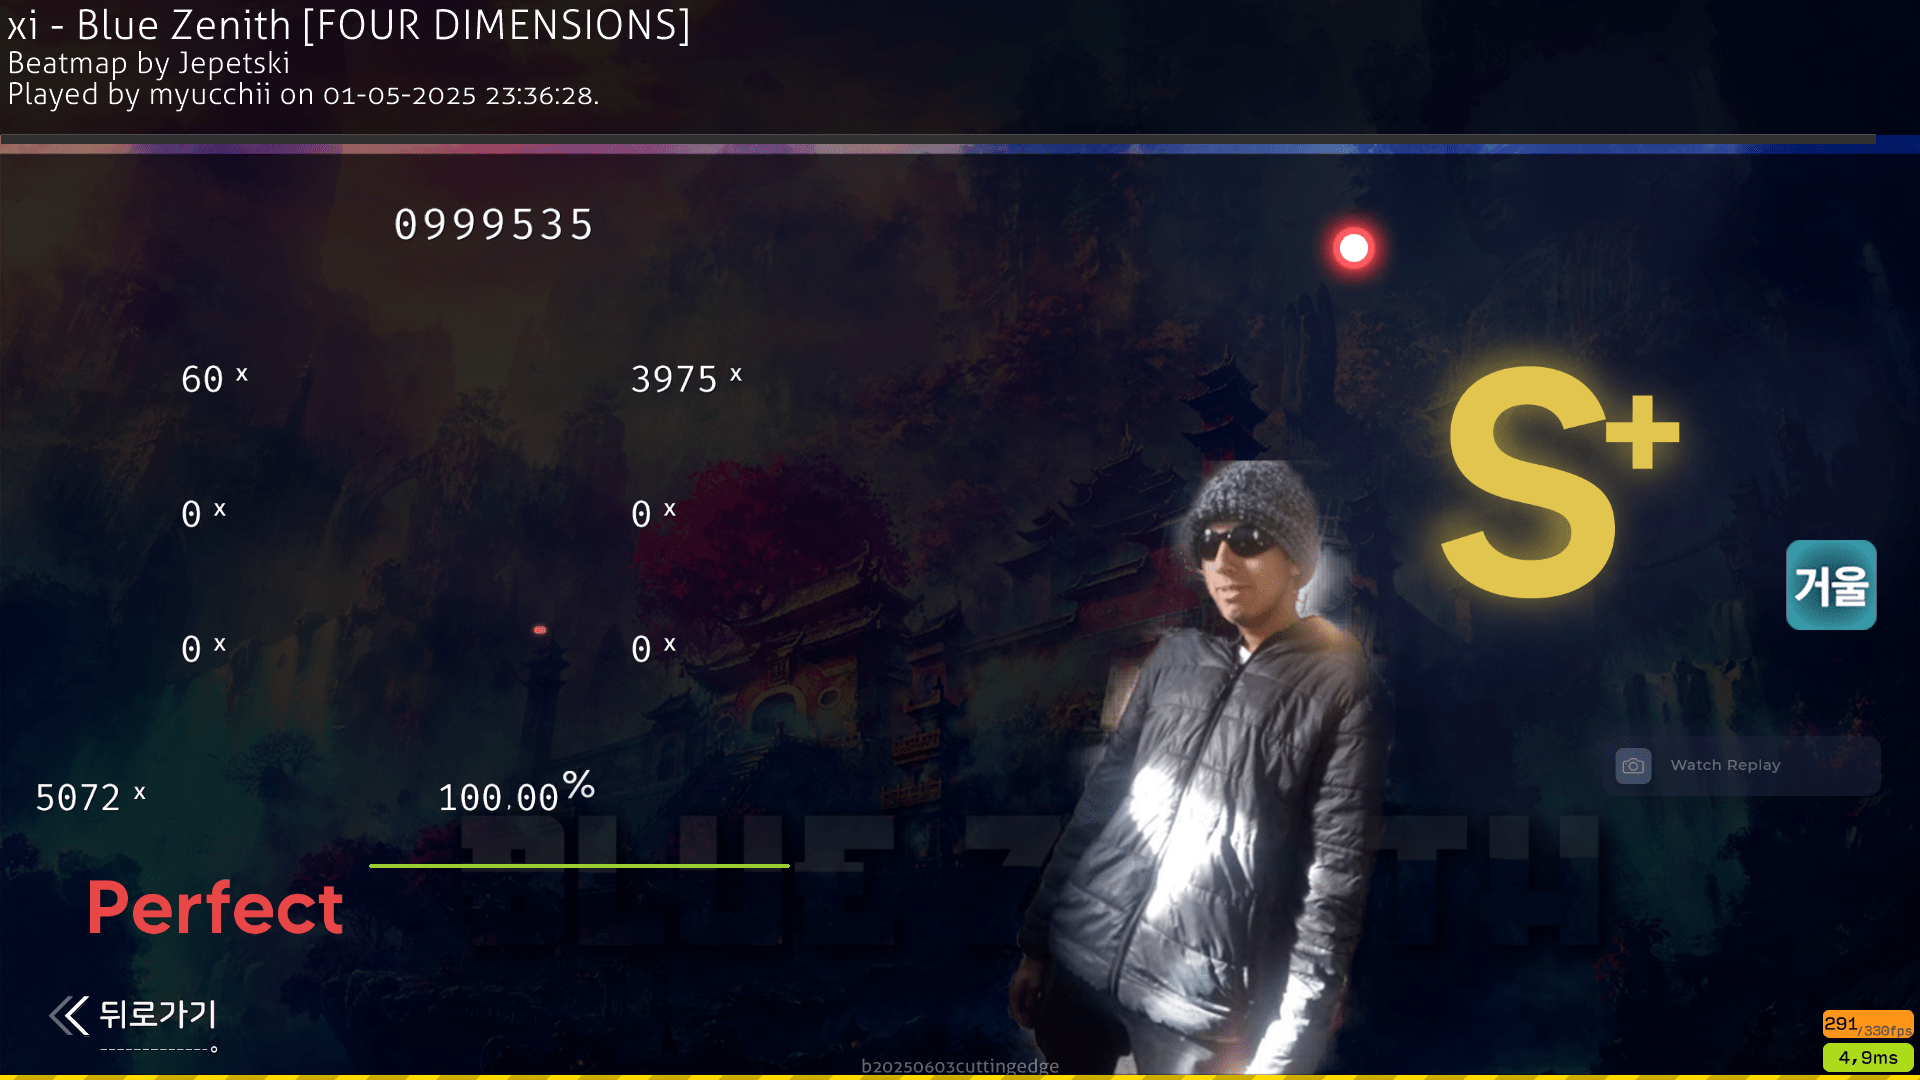 xi - Blue Zenith [FOUR DIMENSIONS]
Beatmap by Jepetski
Played by myucchii on 01-05-2025 23:36:28.
0999535
60 x
3975 x
0 x
0 x
0 x
0 x
5072 x
100.00%
S+
거울
Watch Replay
BLUE ZENITH
Perfect
뒤로가기
291/330fps
4,9ms
b20250603cuttingedge